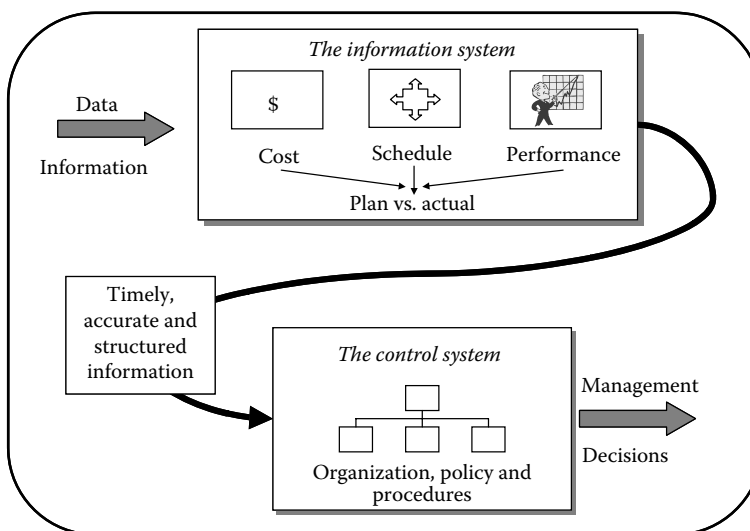 The information system
Data
Information
$
Cost
Schedule
Performance
Plan vs. actual
Timely,
accurate and
structured
information
The control system
Organization, policy and
procedures
Management
Decisions